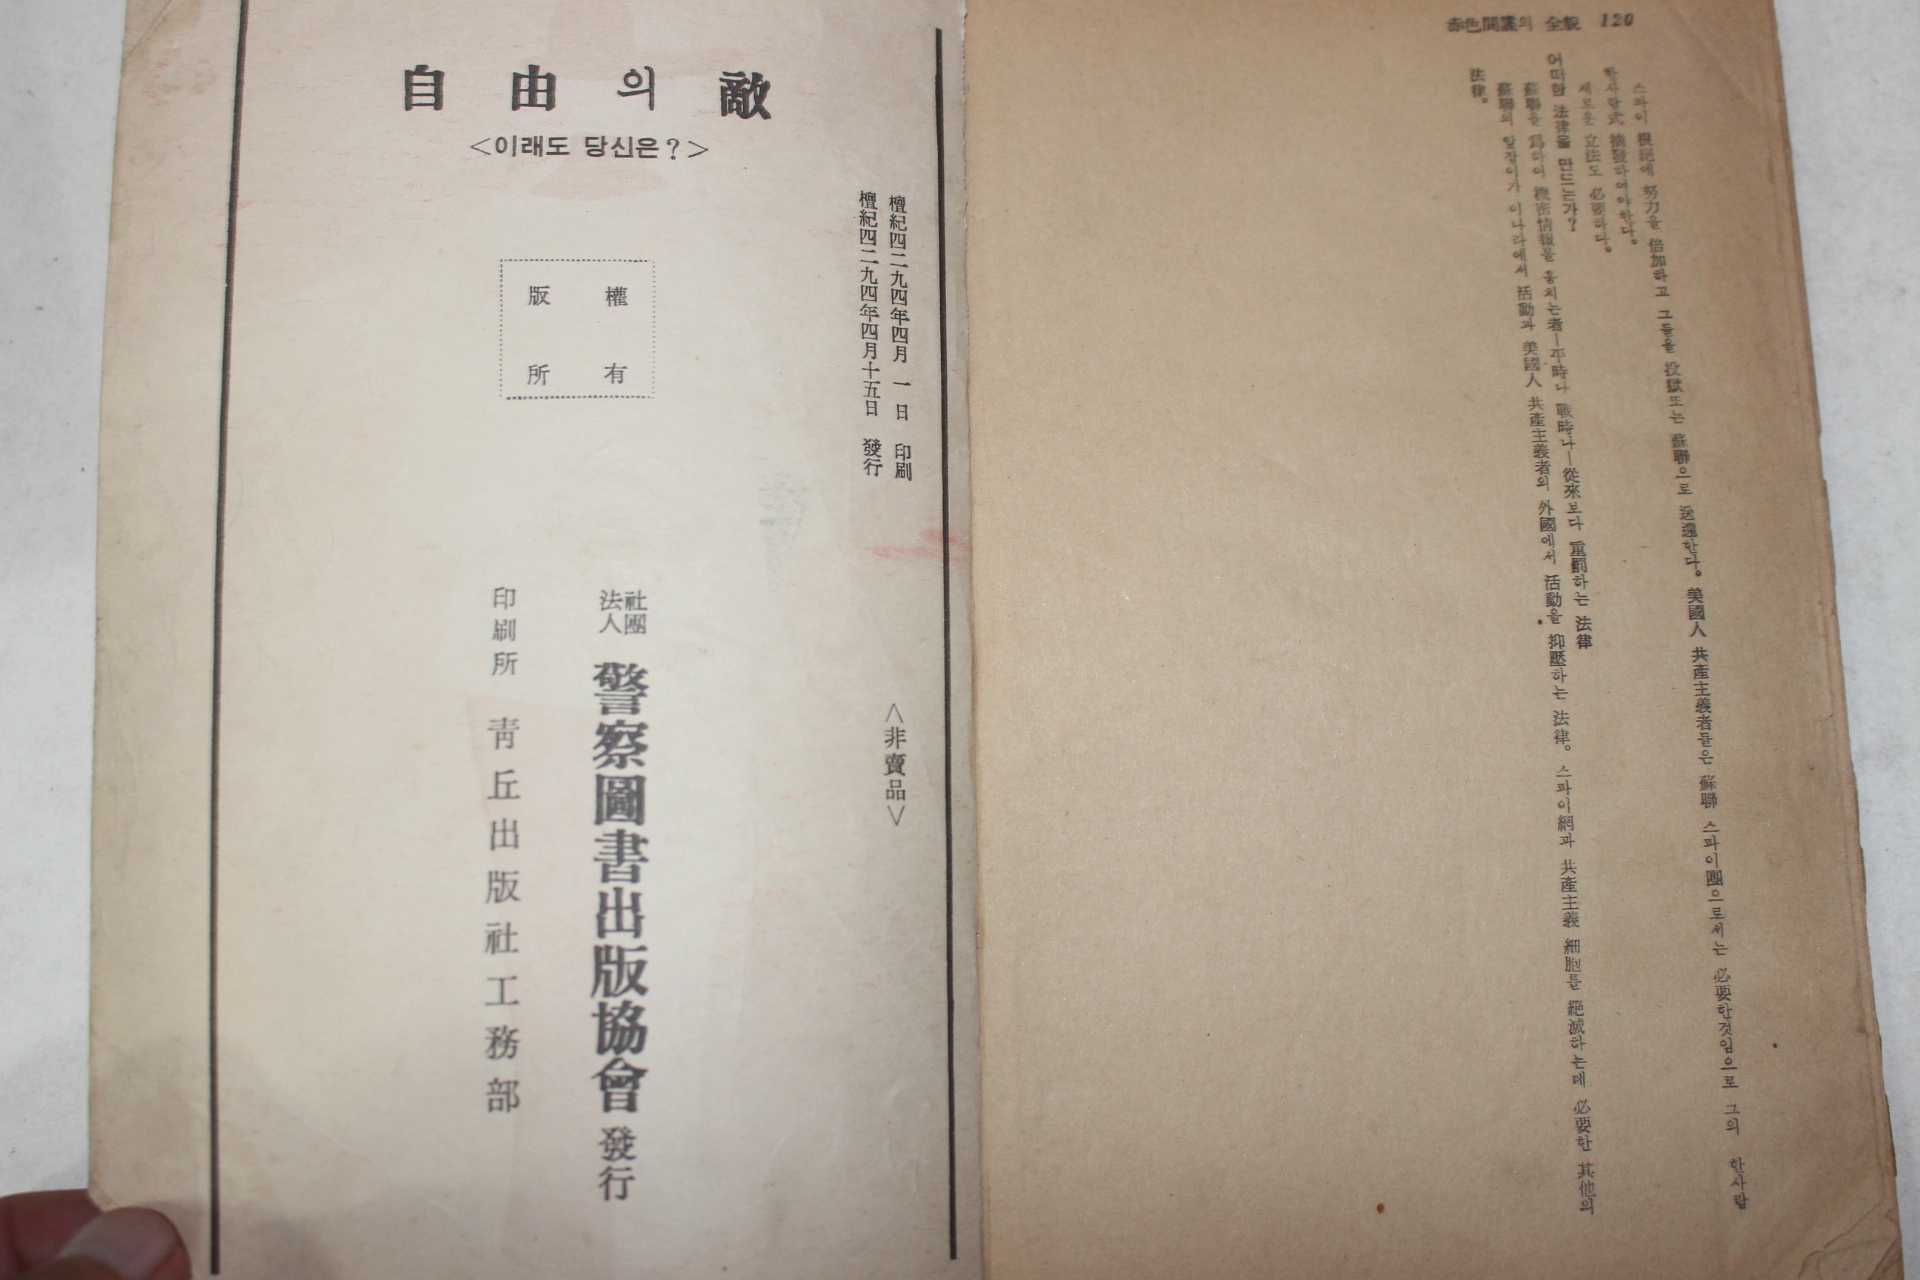 赤色間諜의 全貌 120
스파이 根絶에 努力을 倍加하고 그들을 投獄또는 蘇聯으로 送還한다。美國人 共產主義者들은 蘇聯 스파이團으로서는 必要한것임으로 그의 한사람
한사람式 摘發하여야한다。
새로운 立法도 必要하다。
어떠한 法律을 만드는가?
蘇聯을 爲하여 機密情報를 훔치는者—平時나 戰時나—從來보다 重罰하는 法律
蘇聯의 앞잡이가 이나라에서 活動과 美國人 共產主義者의 外國에서 活動을 抑壓하는 法律。스파이網과 共產主義 細胞를 絕滅하는데 必要한 其他의
法律。
自由의敵
<이래도 당신은?>
檀紀四二九四年四月 一 日 印刷
檀紀四二九四年四月十五日 發行
<非賣品>
版權
所有
社團法人 警察圖書出版協會 發行
印刷所 靑丘出版社工務部